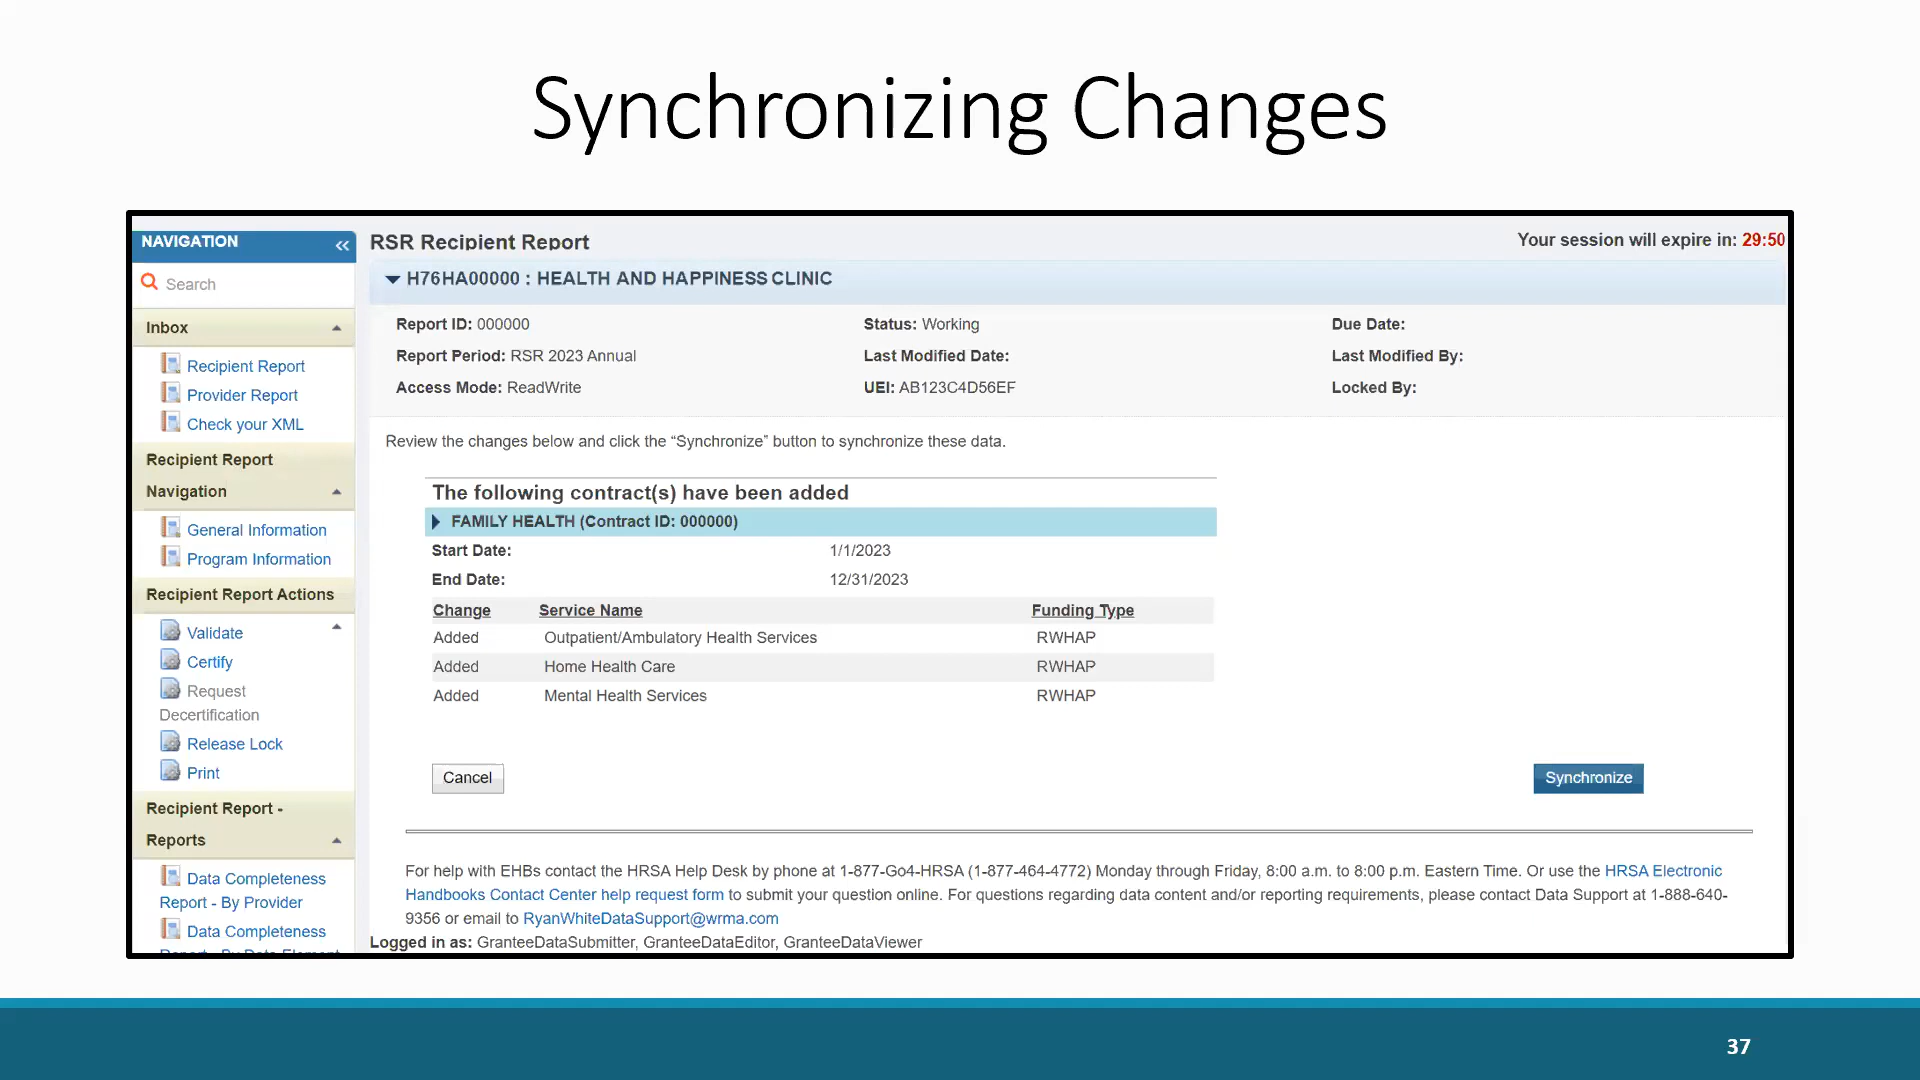 Synchronizing Changes
NAVIGATION
Search
Inbox
Recipient Report
Provider Report
Check your XML
Recipient Report
Navigation
General Information
Program Information
Recipient Report Actions
Validate
Certify
Request
Decertification
Release Lock
Print
Recipient Report -
Reports
Data Completeness
Report - By Provider
Data Completeness
Report - By Data Element
RSR Recipient Report
Your session will expire in: 29:50
H76HA00000 : HEALTH AND HAPPINESS CLINIC
Report ID: 000000 Status: Working Due Date:
Report Period: RSR 2023 Annual Last Modified Date: Last Modified By:
Access Mode: ReadWrite UEI: AB123C4D56EF Locked By:
Review the changes below and click the “Synchronize” button to synchronize these data.
The following contract(s) have been added
FAMILY HEALTH (Contract ID: 000000)
Start Date: 1/1/2023
End Date: 12/31/2023
Change Service Name Funding Type
Added Outpatient/Ambulatory Health Services RWHAP
Added Home Health Care RWHAP
Added Mental Health Services RWHAP
Cancel Synchronize
For help with EHBs contact the HRSA Help Desk by phone at 1-877-Go4-HRSA (1-877-464-4772) Monday through Friday, 8:00 a.m. to 8:00 p.m. Eastern Time. Or use the HRSA Electronic
Handbooks Contact Center help request form to submit your question online. For questions regarding data content and/or reporting requirements, please contact Data Support at 1-888-640-
9356 or email to RyanWhiteDataSupport@wrma.com
Logged in as: GranteeDataSubmitter, GranteeDataEditor, GranteeDataViewer
37